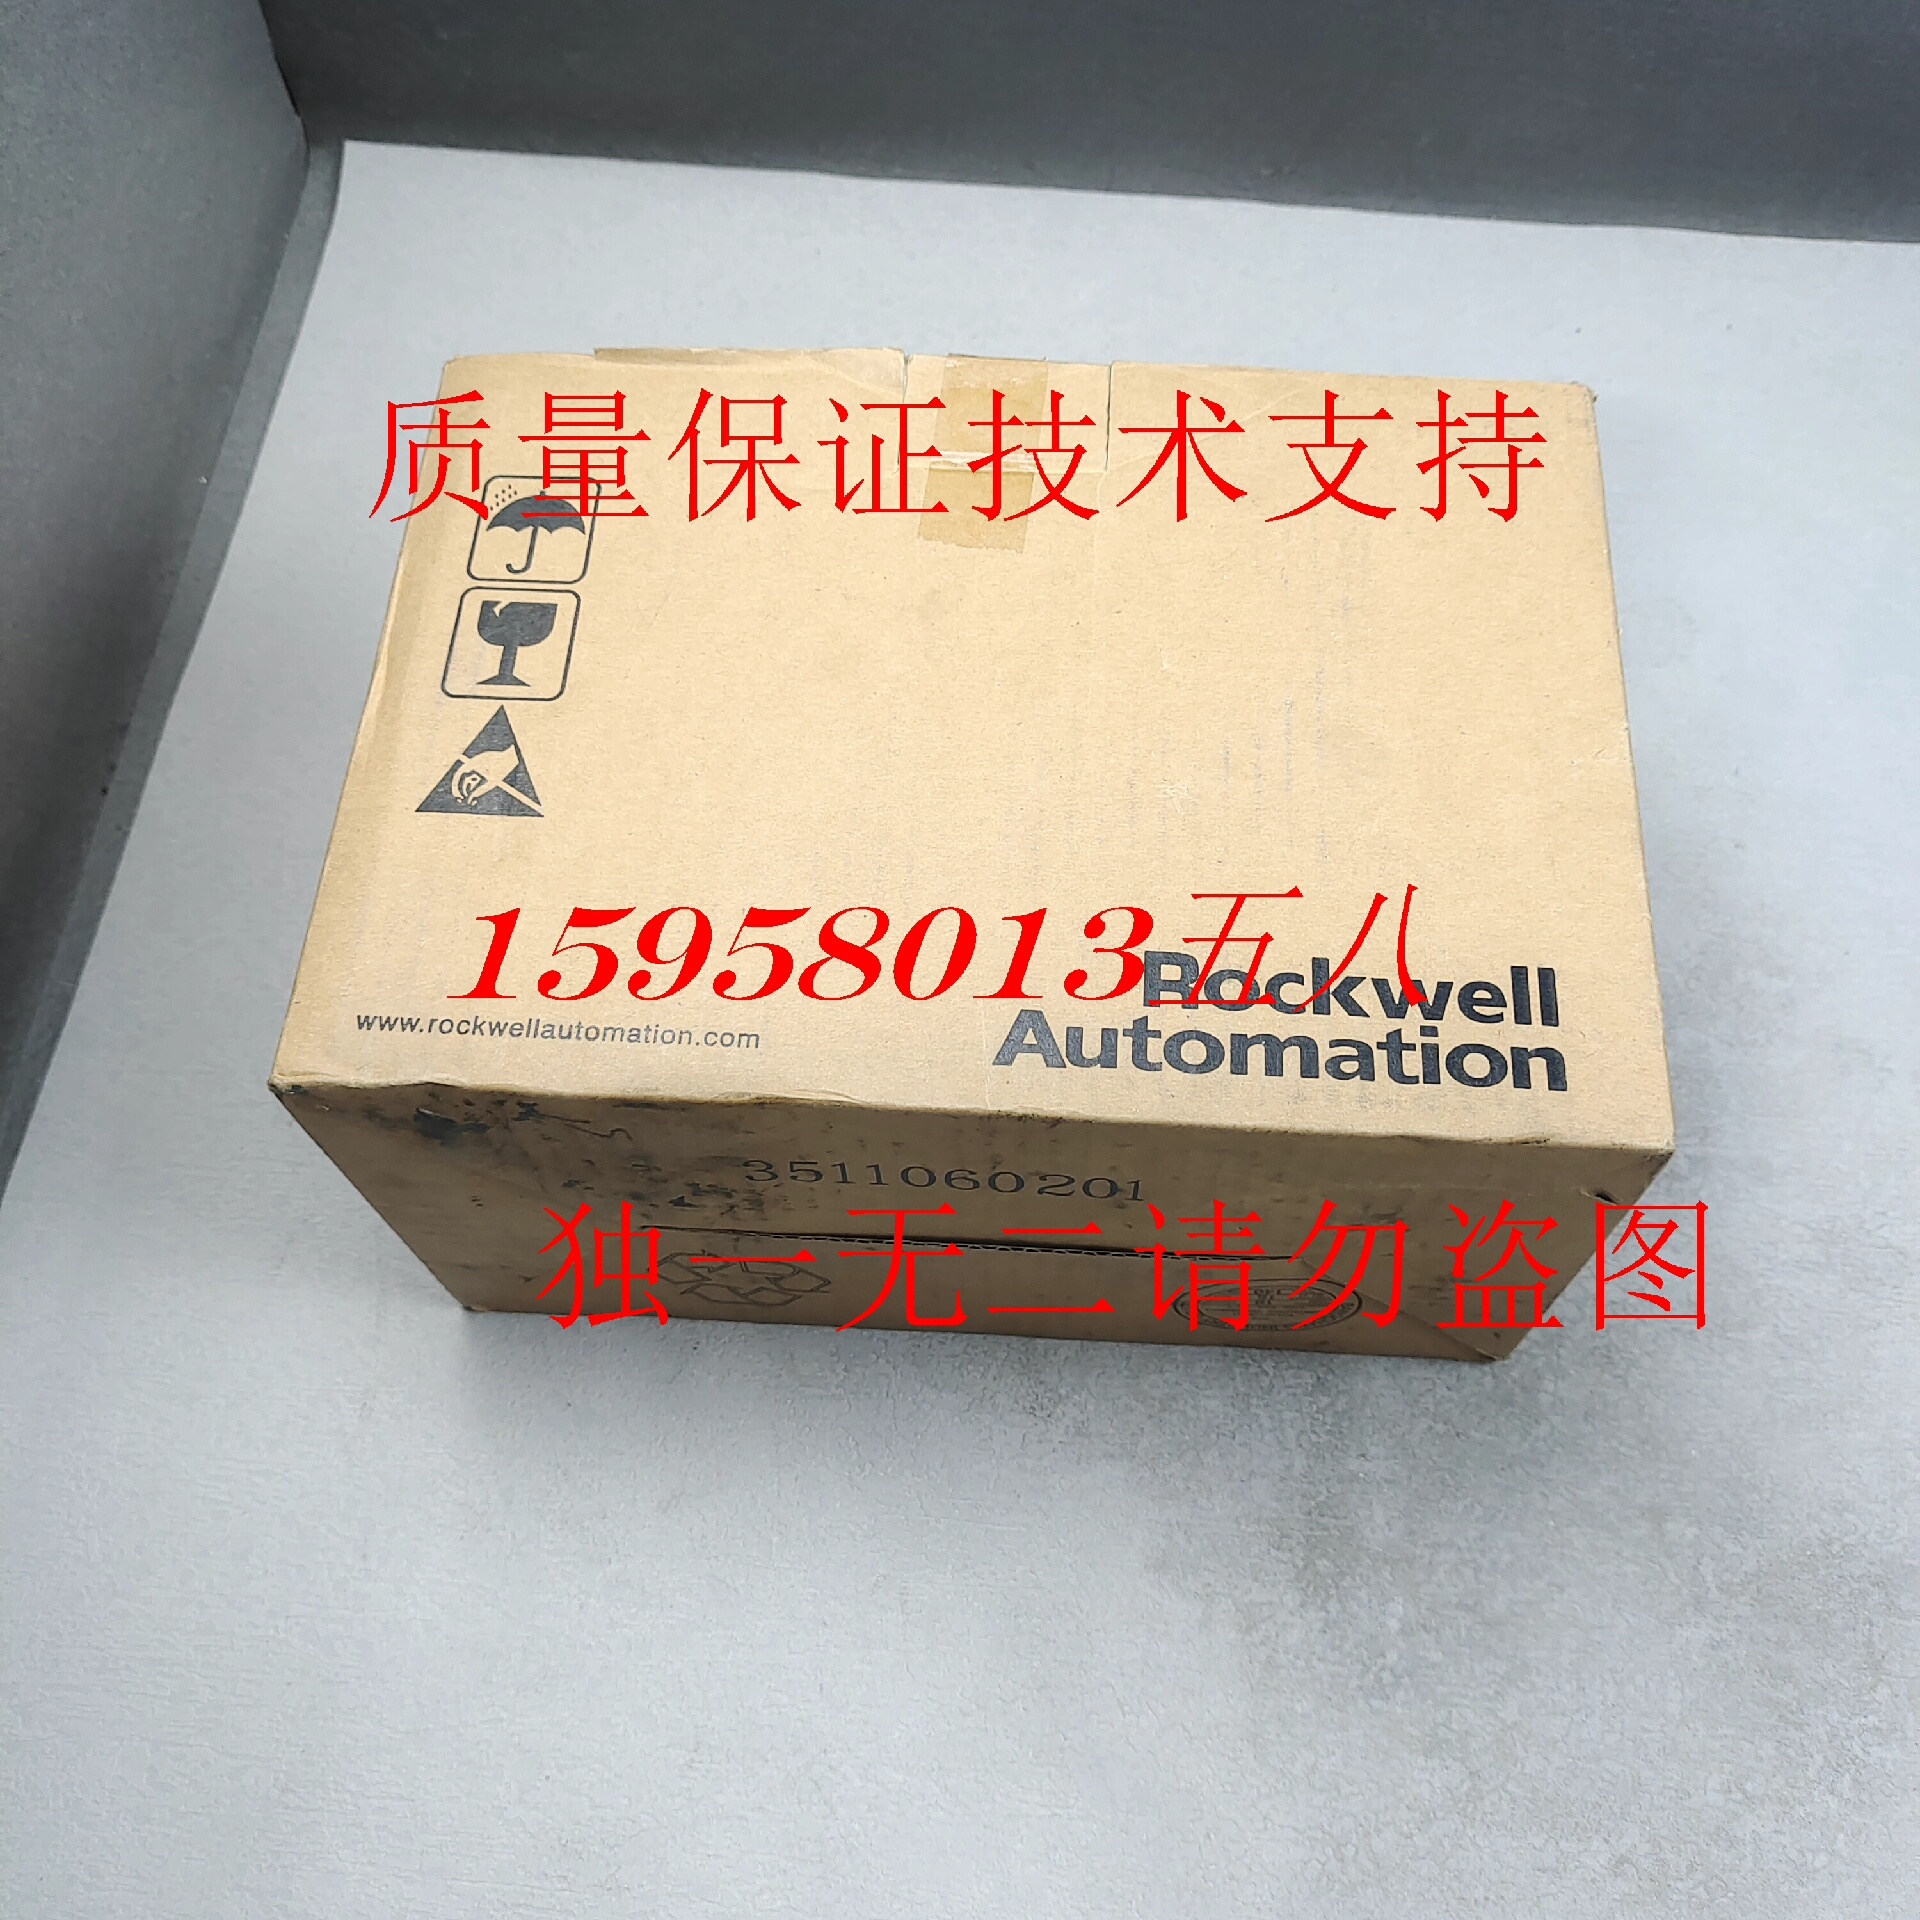 质量保证技术支持
15958013五八
Rockwell
Automation
www.rockwellautomation.com
3511060201
独一无二请勿盗图